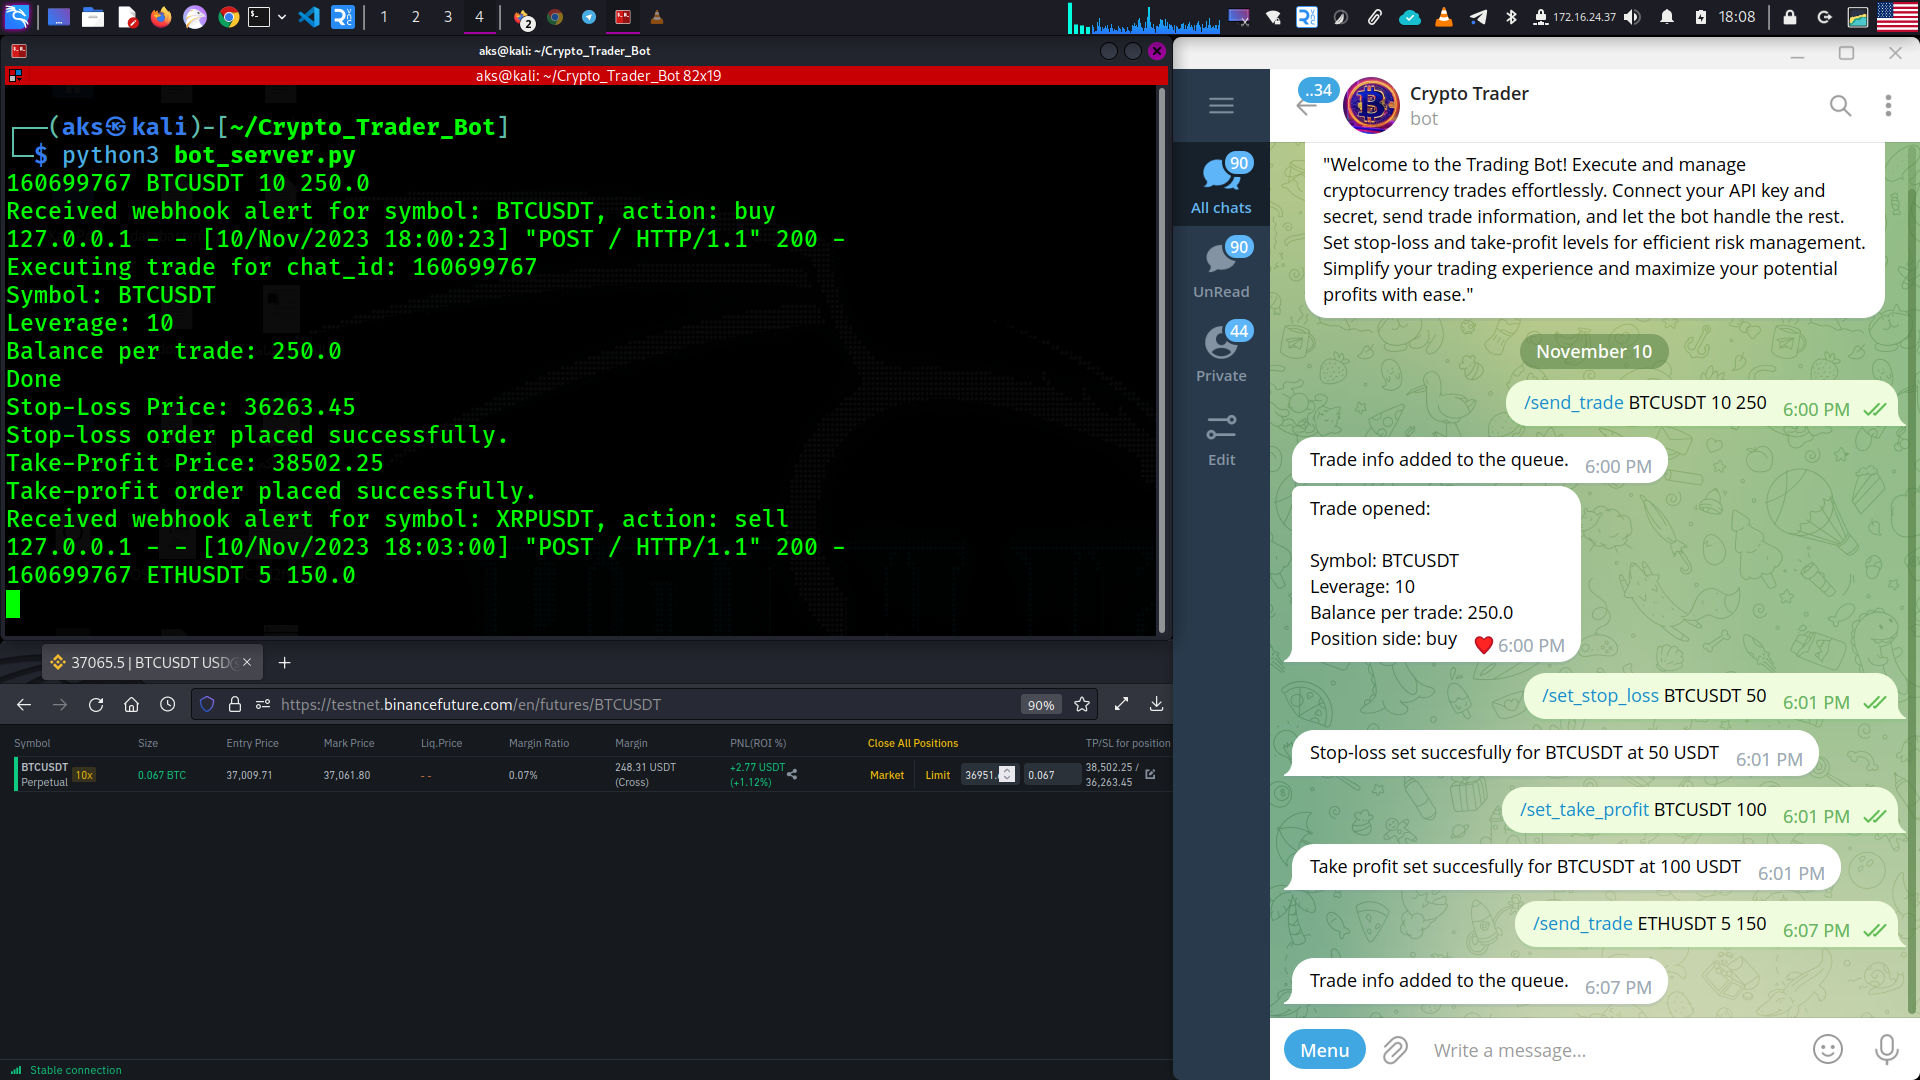 1
2
3
4
2
172.16.24.37
18:08
aks@kali: ~/Crypto_Trader_Bot
aks@kali: ~/Crypto_Trader_Bot 82x19
┌──(aks㉿kali)-[~/Crypto_Trader_Bot]
└─$ python3 bot_server.py
160699767 BTCUSDT 10 250.0
Received webhook alert for symbol: BTCUSDT, action: buy
127.0.0.1 - - [10/Nov/2023 18:00:23] "POST / HTTP/1.1" 200 -
Executing trade for chat_id: 160699767
Symbol: BTCUSDT
Leverage: 10
Balance per trade: 250.0
Done
Stop-Loss Price: 36263.45
Stop-loss order placed successfully.
Take-Profit Price: 38502.25
Take-profit order placed successfully.
Received webhook alert for symbol: XRPUSDT, action: sell
127.0.0.1 - - [10/Nov/2023 18:03:00] "POST / HTTP/1.1" 200 -
160699767 ETHUSDT 5 150.0
37065.5 | BTCUSDT USD
https://testnet.binancefuture.com/en/futures/BTCUSDT
90%
Symbol Size Entry Price Mark Price Liq.Price Margin Ratio Margin PNL(ROI %) Close All Positions TP/SL for position
BTCUSDT Perpetual 10x 0.067 BTC 37,009.71 37,061.80 - - 0.07% 248.31 USDT (Cross) +2.77 USDT (+1.12%) Market Limit 36951. 0.067 38,502.25 / 36,263.45
Stable connection
90
All chats
90
UnRead
44
Private
Edit
..34
Crypto Trader
bot
"Welcome to the Trading Bot! Execute and manage
cryptocurrency trades effortlessly. Connect your API key and
secret, send trade information, and let the bot handle the rest.
Set stop-loss and take-profit levels for efficient risk management.
Simplify your trading experience and maximize your potential
profits with ease."
November 10
/send_trade BTCUSDT 10 250 6:00 PM
Trade info added to the queue. 6:00 PM
Trade opened:
Symbol: BTCUSDT
Leverage: 10
Balance per trade: 250.0
Position side: buy ❤ 6:00 PM
/set_stop_loss BTCUSDT 50 6:01 PM
Stop-loss set succesfully for BTCUSDT at 50 USDT 6:01 PM
/set_take_profit BTCUSDT 100 6:01 PM
Take profit set succesfully for BTCUSDT at 100 USDT 6:01 PM
/send_trade ETHUSDT 5 150 6:07 PM
Trade info added to the queue. 6:07 PM
Menu
Write a message...